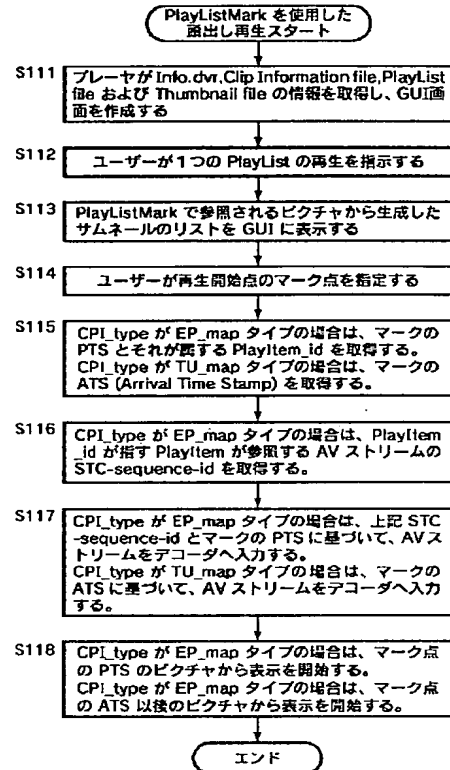 PlayListMark を使用した
頭出し再生スタート
S111
プレーヤが Info.dvr,Clip Information file,PlayList
file および Thumbnail file の情報を取得し、GUI画
面を作成する
S112
ユーザーが1つの PlayList の再生を指示する
S113
PlayListMark で参照されるピクチャから生成した
サムネールのリストを GUI に表示する
S114
ユーザーが再生開始点のマーク点を指定する
S115
CPI_type が EP_map タイプの場合は、マークの
PTS とそれが属する PlayItem_id を取得する。
CPI_type が TU_map タイプの場合は、マークの
ATS (Arrival Time Stamp) を取得する。
S116
CPI_type が EP_map タイプの場合は、PlayItem
_id が指す PlayItem が参照する AV ストリームの
STC-sequence-id を取得する。
S117
CPI_type が EP_map タイプの場合は、上記 STC
-sequence-id とマークの PTS に基づいて、AVス
トリームをデコーダへ入力する。
CPI_type が TU_map タイプの場合は、マークの
ATS に基づいて、AV ストリームをデコーダへ入力
する。
S118
CPI_type が EP_map タイプの場合は、マーク点
の PTS のピクチャから表示を開始する。
CPI_type が EP_map タイプの場合は、マーク点
の ATS 以後のピクチャから表示を開始する。
エンド